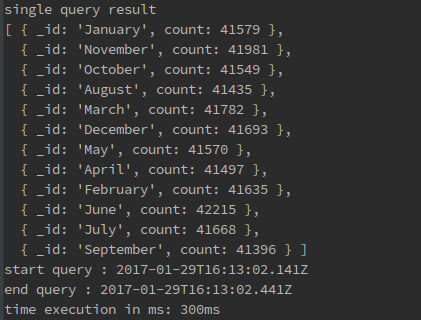 single query result
[ { _id: 'January', count: 41579 },
  { _id: 'November', count: 41981 },
  { _id: 'October', count: 41549 },
  { _id: 'August', count: 41435 },
  { _id: 'March', count: 41782 },
  { _id: 'December', count: 41693 },
  { _id: 'May', count: 41570 },
  { _id: 'April', count: 41497 },
  { _id: 'February', count: 41635 },
  { _id: 'June', count: 42215 },
  { _id: 'July', count: 41668 },
  { _id: 'September', count: 41396 } ]
start query : 2017-01-29T16:13:02.141Z
end query : 2017-01-29T16:13:02.441Z
time execution in ms: 300ms